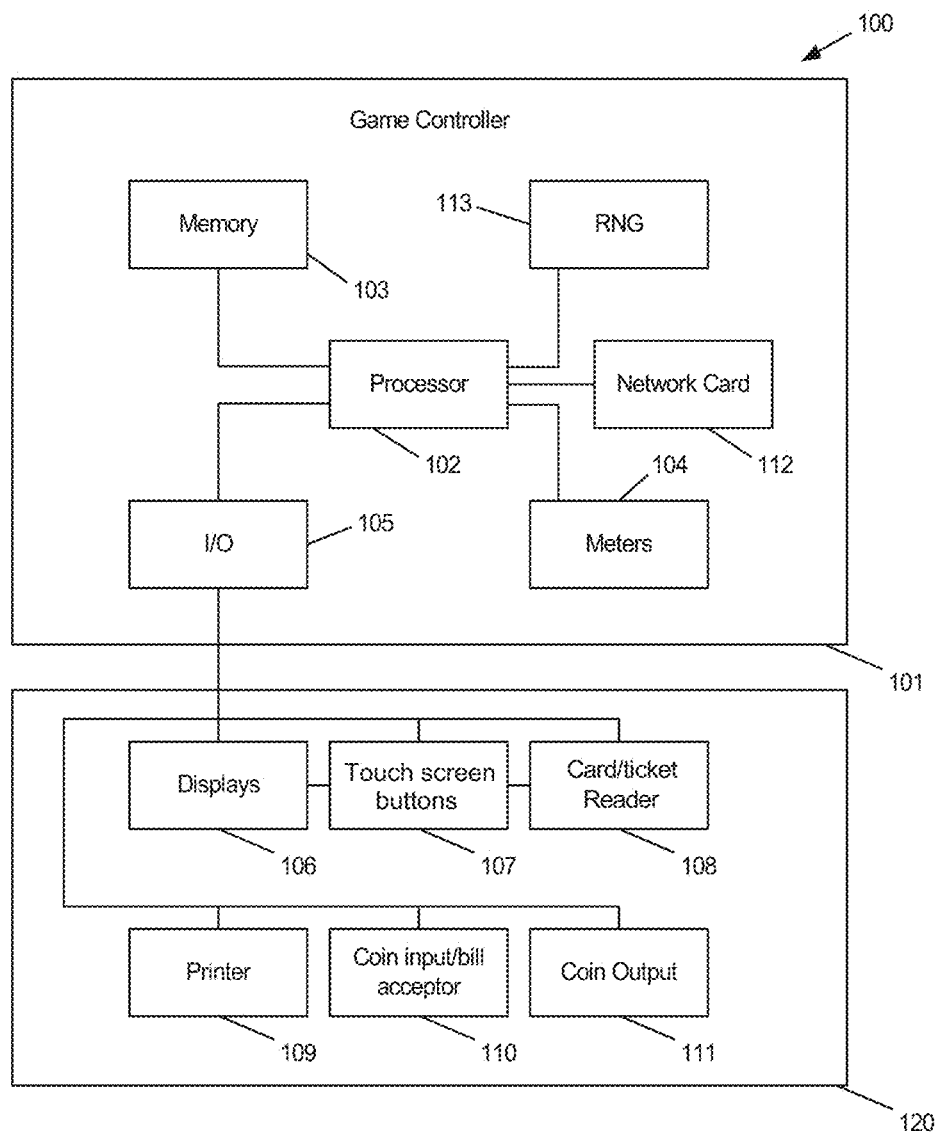 100
Game Controller
Memory
103
113
RNG
Processor
102
Network Card
112
I/O
105
104
Meters
101
Displays
106
Touch screen
buttons
107
Card/ticket
Reader
108
Printer
109
Coin input/bill
acceptor
110
Coin Output
111
120